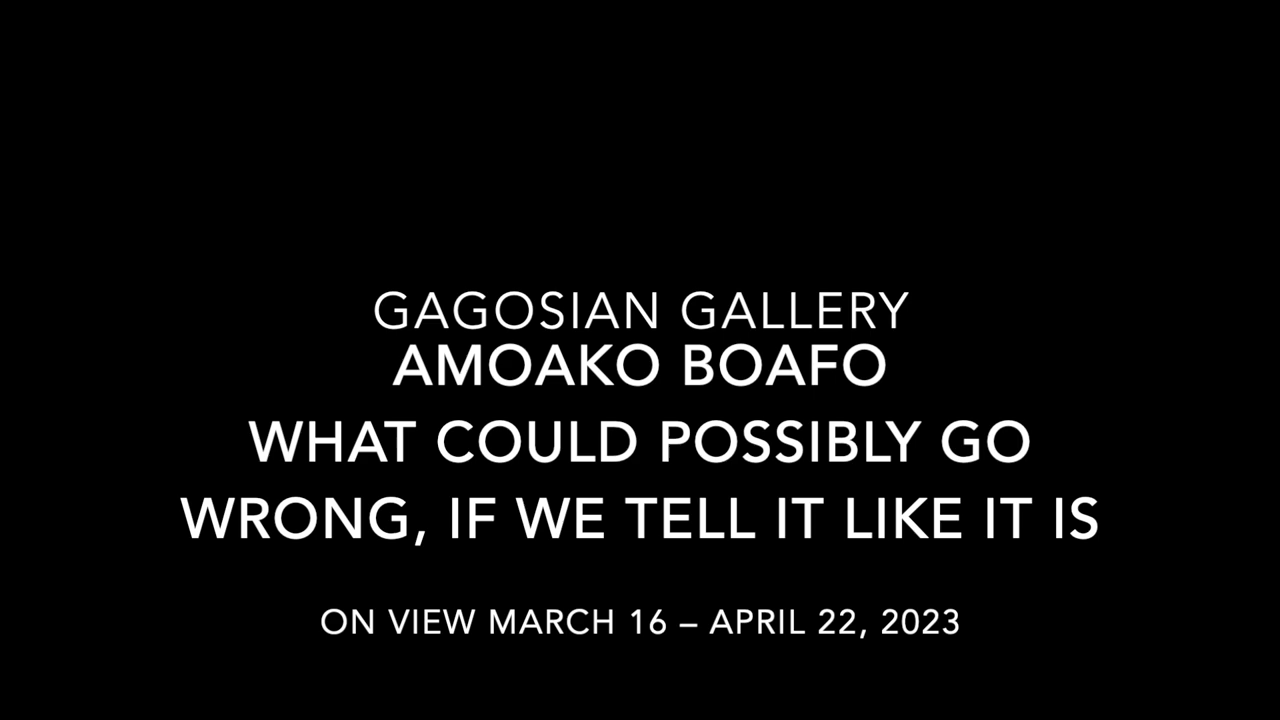 GAGOSIAN GALLERY
AMOAKO BOAFO
WHAT COULD POSSIBLY GO
WRONG, IF WE TELL IT LIKE IT IS
ON VIEW MARCH 16 – APRIL 22, 2023